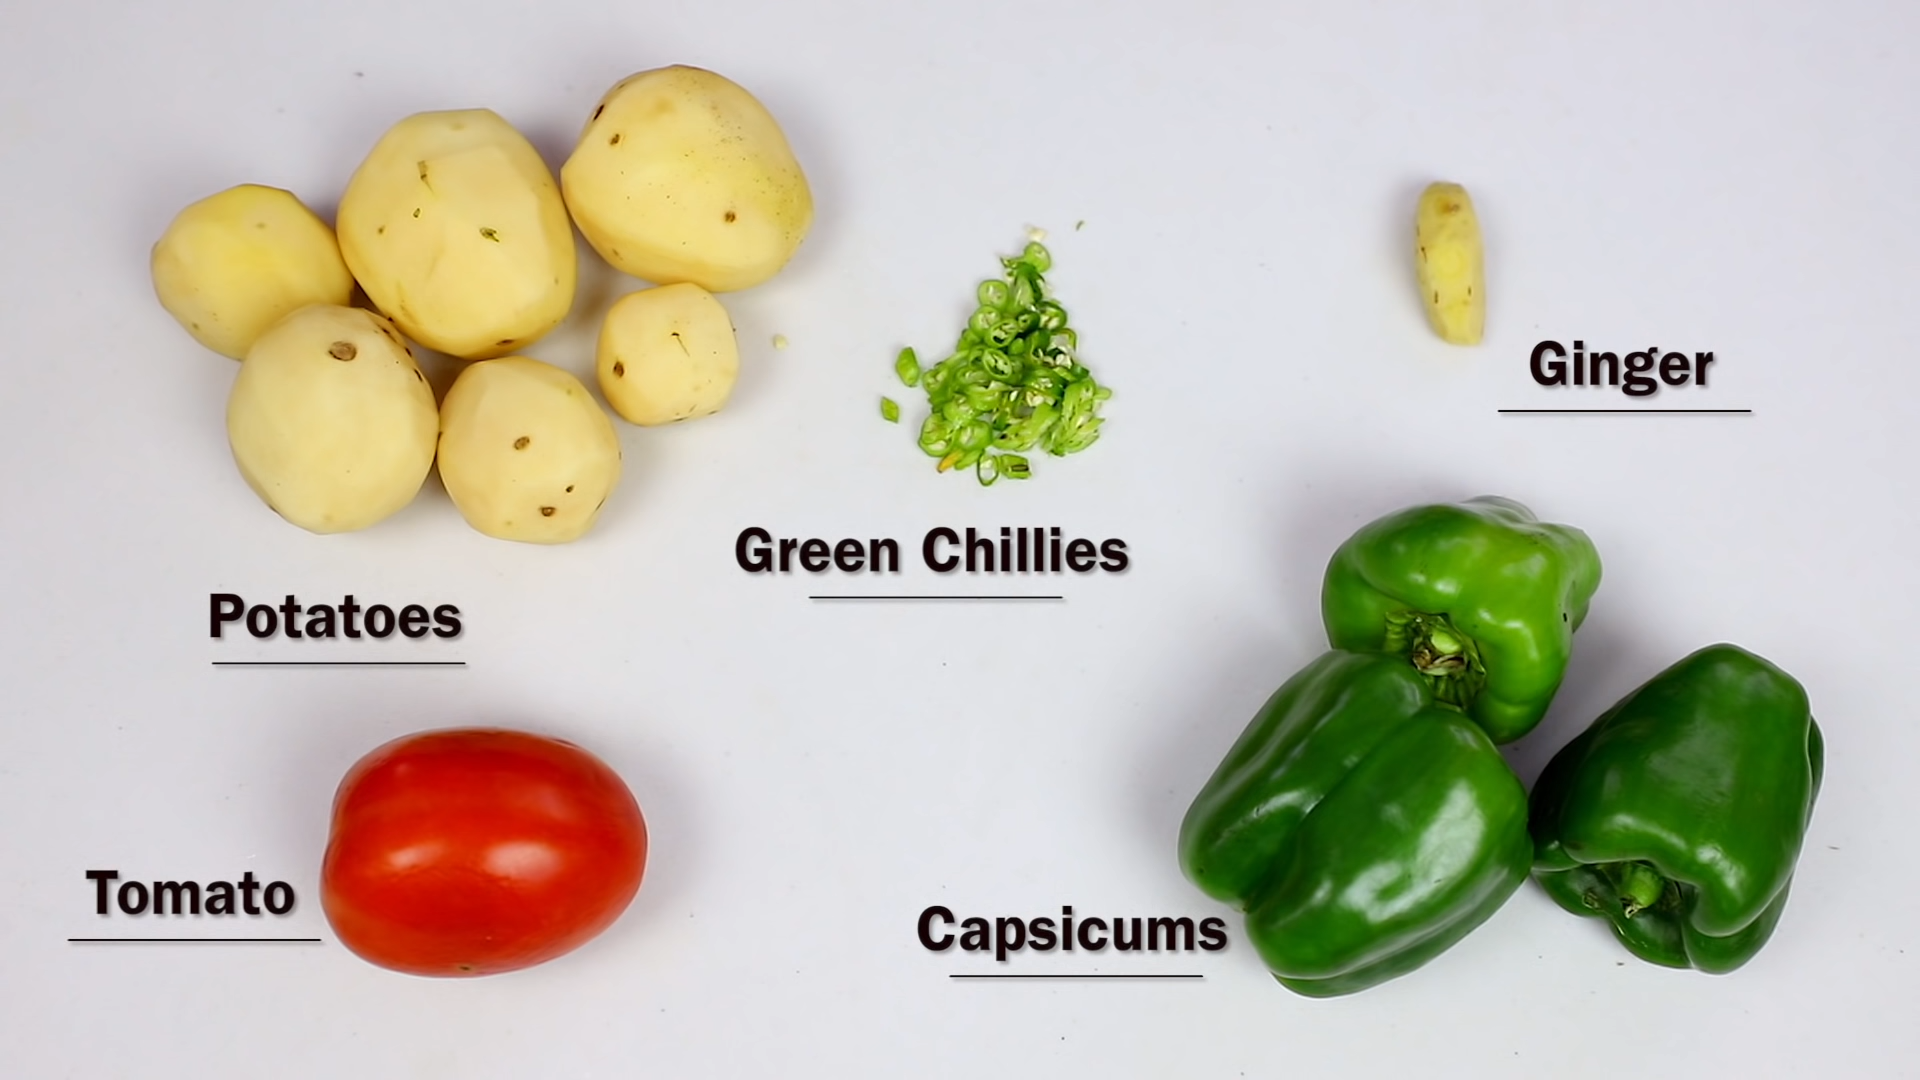 Ginger
Green Chillies
Potatoes
Tomato
Capsicums